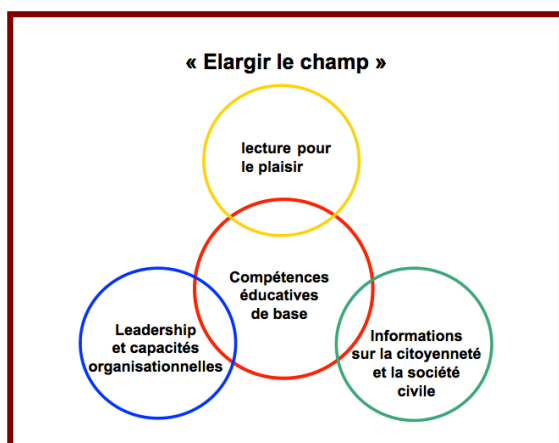 « Elargir le champ »
lecture pour
le plaisir
Compétences
éducatives
de base
Leadership
et capacités
organisationnelles
Informations
sur la citoyenneté
et la société
civile